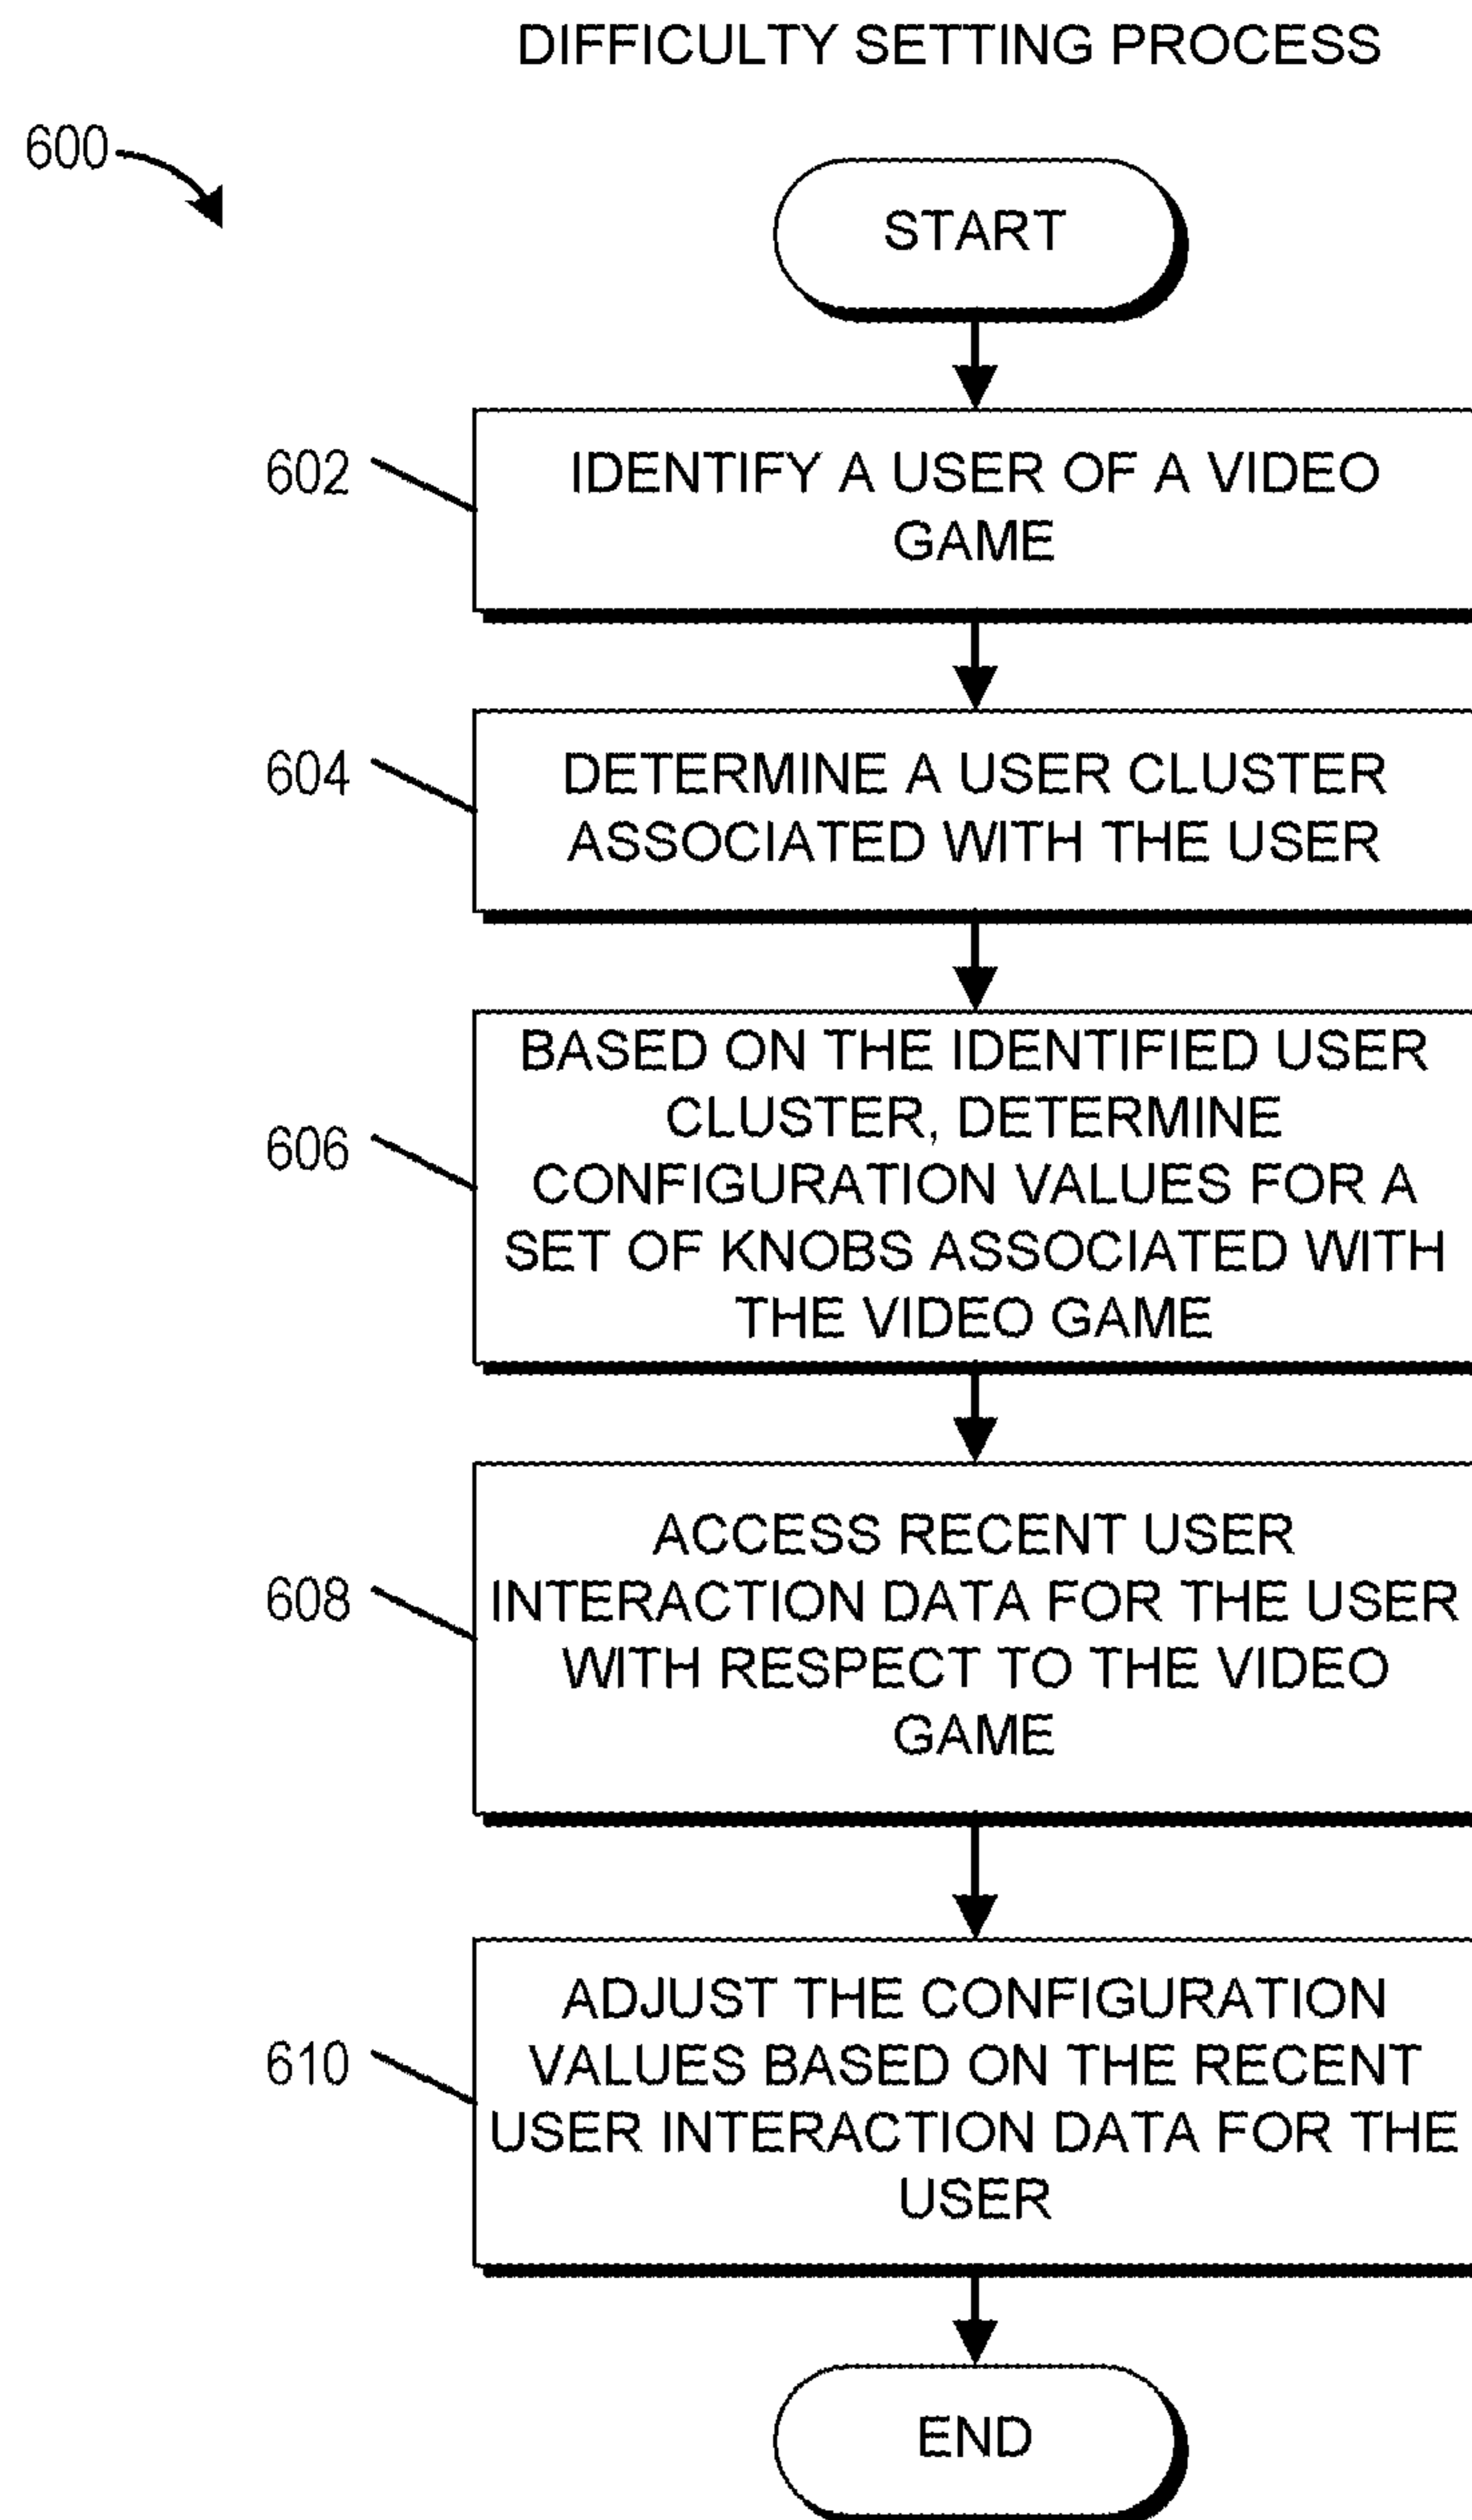 DIFFICULTY SETTING PROCESS
600
START
602
IDENTIFY A USER OF A VIDEO
GAME
604
DETERMINE A USER CLUSTER
ASSOCIATED WITH THE USER
606
BASED ON THE IDENTIFIED USER
CLUSTER, DETERMINE
CONFIGURATION VALUES FOR A
SET OF KNOBS ASSOCIATED WITH
THE VIDEO GAME
608
ACCESS RECENT USER
INTERACTION DATA FOR THE USER
WITH RESPECT TO THE VIDEO
GAME
610
ADJUST THE CONFIGURATION
VALUES BASED ON THE RECENT
USER INTERACTION DATA FOR THE
USER
END